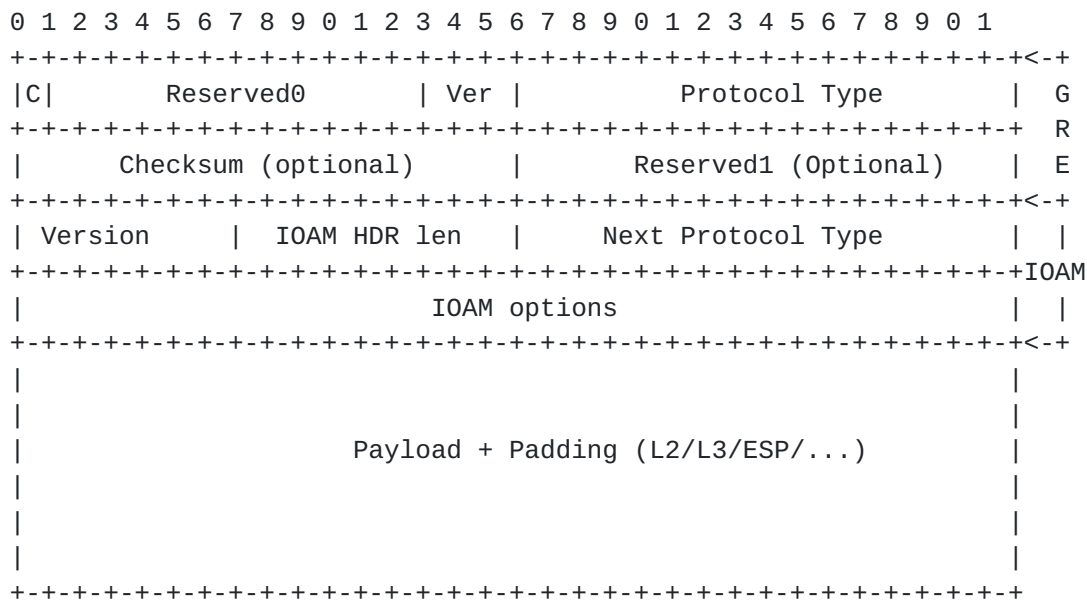 0 1 2 3 4 5 6 7 8 9 0 1 2 3 4 5 6 7 8 9 0 1 2 3 4 5 6 7 8 9 0 1
+-+-+-+-+-+-+-+-+-+-+-+-+-+-+-+-+-+-+-+-+-+-+-+-+-+-+-+-+-+-+-+-+<-+
|C|       Reserved0       | Ver |          Protocol Type        |  G
+-+-+-+-+-+-+-+-+-+-+-+-+-+-+-+-+-+-+-+-+-+-+-+-+-+-+-+-+-+-+-+-+  R
|      Checksum (optional)      |       Reserved1 (Optional)    |  E
+-+-+-+-+-+-+-+-+-+-+-+-+-+-+-+-+-+-+-+-+-+-+-+-+-+-+-+-+-+-+-+-+<-+
| Version     |  IOAM HDR len   |     Next Protocol Type        |  |
+-+-+-+-+-+-+-+-+-+-+-+-+-+-+-+-+-+-+-+-+-+-+-+-+-+-+-+-+-+-+-+-+IOAM
|                          IOAM options                         |  |
+-+-+-+-+-+-+-+-+-+-+-+-+-+-+-+-+-+-+-+-+-+-+-+-+-+-+-+-+-+-+-+-+<-+
|                                                               |
|                                                               |
|                     Payload + Padding (L2/L3/ESP/...)         |
|                                                               |
|                                                               |
|                                                               |
+-+-+-+-+-+-+-+-+-+-+-+-+-+-+-+-+-+-+-+-+-+-+-+-+-+-+-+-+-+-+-+-+